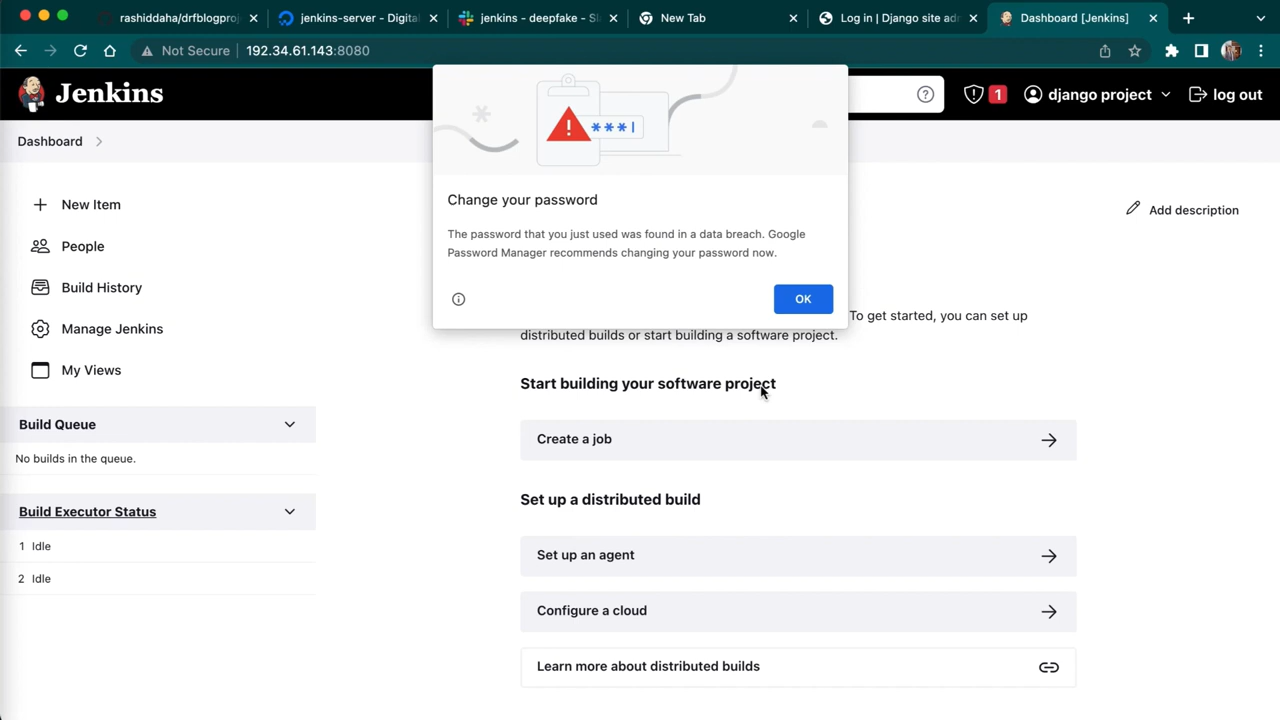 rashiddaha/drfblogproj
jenkins-server - Digita
jenkins - deepfake - Sl
New Tab
Log in | Django site adr
Dashboard [Jenkins]
Not Secure
192.34.61.143:8080
Jenkins
1
django project
log out
Dashboard
New Item
People
Build History
Manage Jenkins
My Views
Build Queue
No builds in the queue.
Build Executor Status
1 Idle
2 Idle
***|
Change your password
The password that you just used was found in a data breach. Google
Password Manager recommends changing your password now.
OK
Add description
To get started, you can set up
distributed builds or start building a software project.
Start building your software project
Create a job
Set up a distributed build
Set up an agent
Configure a cloud
Learn more about distributed builds